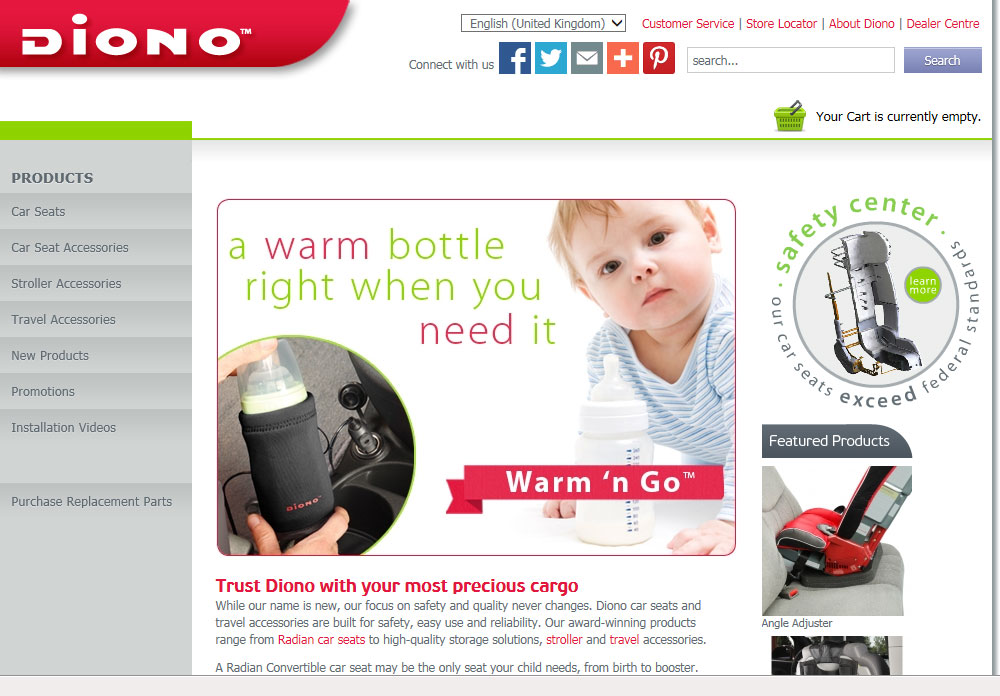 DIONO™
English (United Kingdom)
Customer Service | Store Locator | About Diono | Dealer Centre
Connect with us
search...
Search
Your Cart is currently empty.
PRODUCTS
Car Seats
Car Seat Accessories
Stroller Accessories
Travel Accessories
New Products
Promotions
Installation Videos
Purchase Replacement Parts
a warm bottle
right when you
need it
DIONO™
Warm ‘n Go™
· safety center ·
learn
more
our car seats exceed federal standards
Featured Products
Angle Adjuster
Trust Diono with your most precious cargo
While our name is new, our focus on safety and quality never changes. Diono car seats and
travel accessories are built for safety, easy use and reliability. Our award-winning products
range from Radian car seats to high-quality storage solutions, stroller and travel accessories.
A Radian Convertible car seat may be the only seat your child needs, from birth to booster.